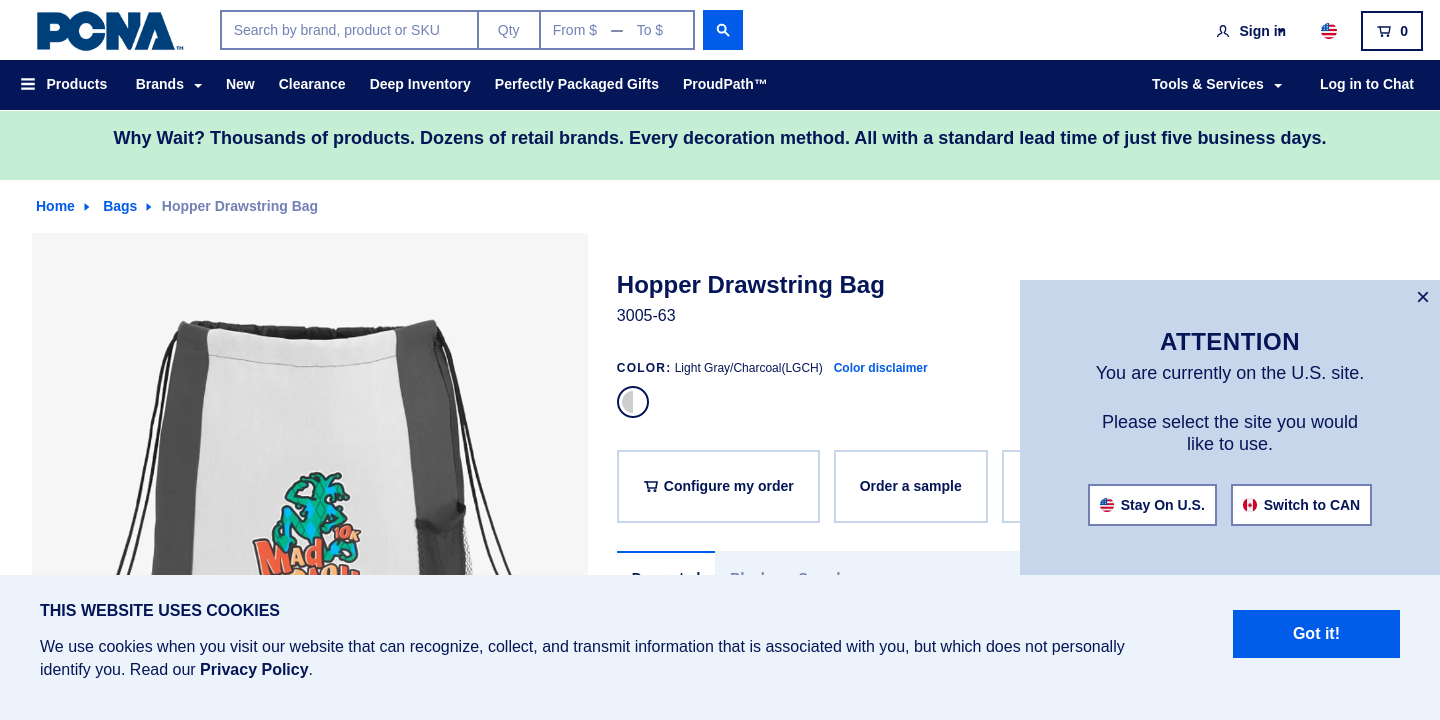 PCNA™
Search by brand, product or SKU
Qty
From $ — To $
Sign in
0
Products
Brands
New
Clearance
Deep Inventory
Perfectly Packaged Gifts
ProudPath™
Tools & Services
Log in to Chat
Why Wait? Thousands of products. Dozens of retail brands. Every decoration method. All with a standard lead time of just five business days.
Home
Bags
Hopper Drawstring Bag
Hopper Drawstring Bag
3005-63
COLOR: Light Gray/Charcoal(LGCH) Color disclaimer
Configure my order
Order a sample
10K
Mad
×
ATTENTION
You are currently on the U.S. site.
Please select the site you would
like to use.
Stay On U.S.
Switch to CAN
THIS WEBSITE USES COOKIES
We use cookies when you visit our website that can recognize, collect, and transmit information that is associated with you, but which does not personally
identify you. Read our Privacy Policy.
Got it!